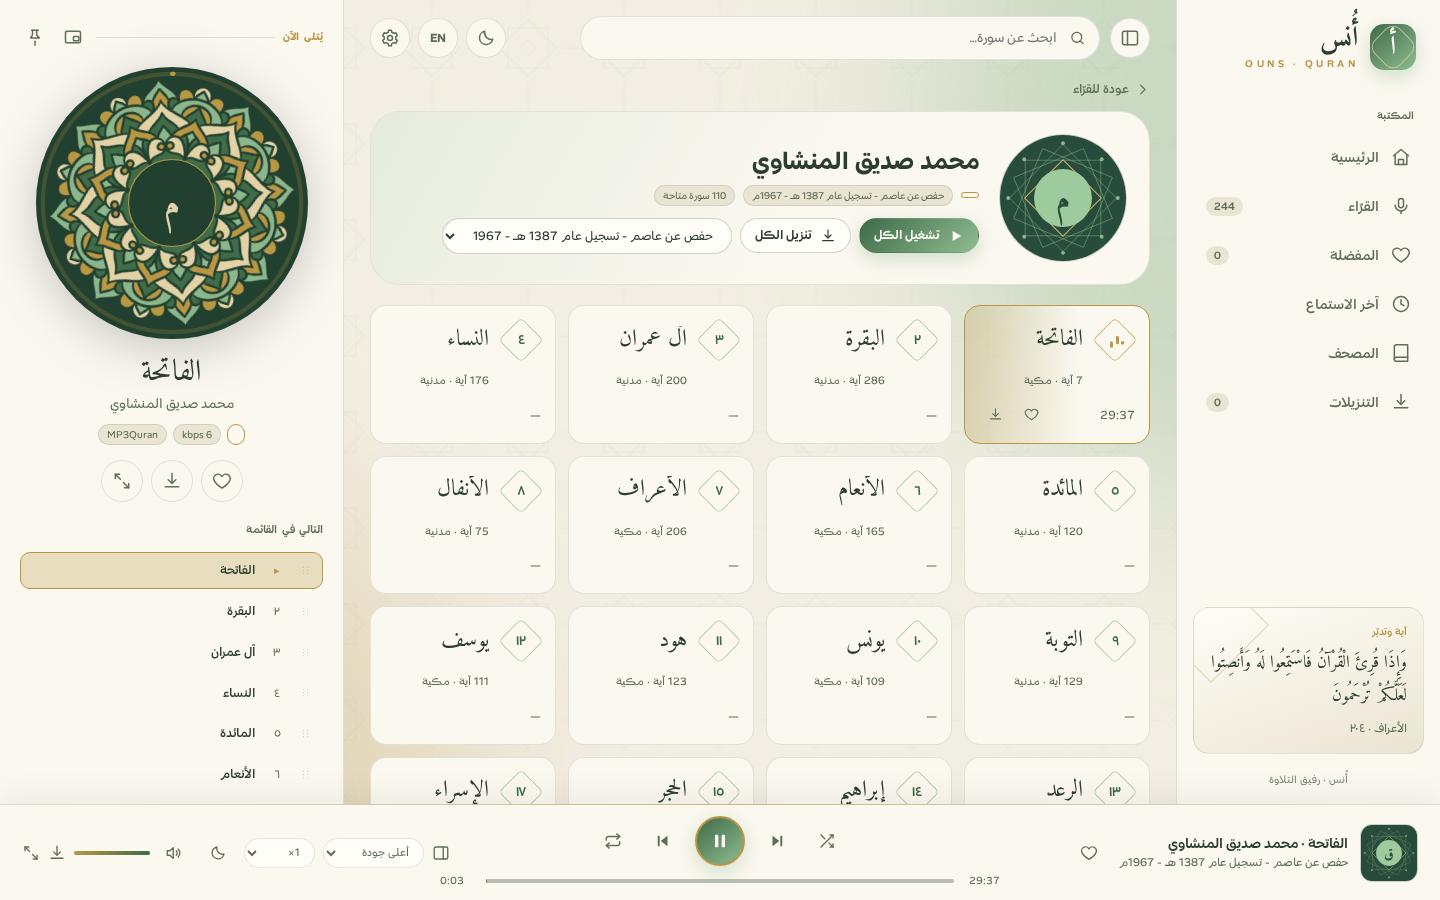 أُنس
OUNS · QURAN
أ
المكتبة
الرئيسية
القرّاء
244
المفضلة
0
آخر الاستماع
المصحف
التنزيلات
0
آية وتدبّر
وَإِذَا قُرِئَ الْقُرْآنُ فَاسْتَمِعُوا لَهُ وَأَنصِتُوا
لَعَلَّكُمْ تُرْحَمُونَ
الأعراف · ٢٠٤
أُنس · رفيق التلاوة
ابحث عن سورة...
EN
عودة للقرّاء
م
محمد صديق المنشاوي
حفص عن عاصم - تسجيل عام 1387 هـ - 1967م
110 سورة متاحة
تشغيل الكل
تنزيل الكل
حفص عن عاصم - تسجيل عام 1387 هـ - 1967
الفاتحة
7 آية · مكية
29:37
٢
البقرة
286 آية · مدنية
—
٣
آل عمران
200 آية · مدنية
—
٤
النساء
176 آية · مدنية
—
٥
المائدة
120 آية · مدنية
—
٦
الأنعام
165 آية · مكية
—
٧
الأعراف
206 آية · مكية
—
٨
الأنفال
75 آية · مدنية
—
٩
التوبة
129 آية · مدنية
—
١٠
يونس
109 آية · مكية
—
١١
هود
123 آية · مكية
—
١٢
يوسف
111 آية · مكية
—
١٣
الرعد
١٤
إبراهيم
١٥
الحجر
١٧
الإسراء
يُتلى الآن
م
الفاتحة
محمد صديق المنشاوي
6 kbps
MP3Quran
التالي في القائمة
الفاتحة
٢ البقرة
٣ آل عمران
٤ النساء
٥ المائدة
٦ الأنعام
ق
الفاتحة · محمد صديق المنشاوي
حفص عن عاصم - تسجيل عام 1387 هـ - 1967م
29:37
0:03
أعلى جودة
1×